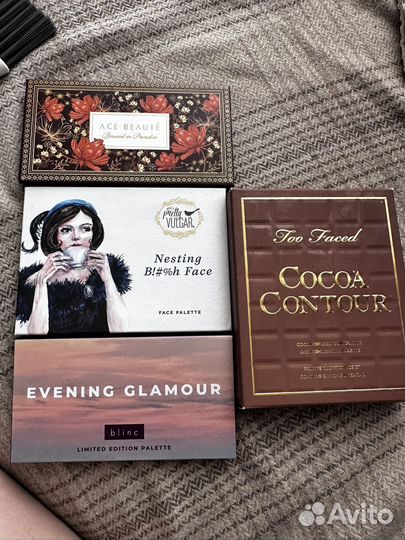 ACE BEAUTÉ
Bronzed in Paradise
pretty
VULGAR
Nesting
B!#%h Face
FACE PALETTE
EVENING GLAMOUR
blinc
LIMITED EDITION PALETTE
Too Faced
COCOA
CONTOUR
Avito